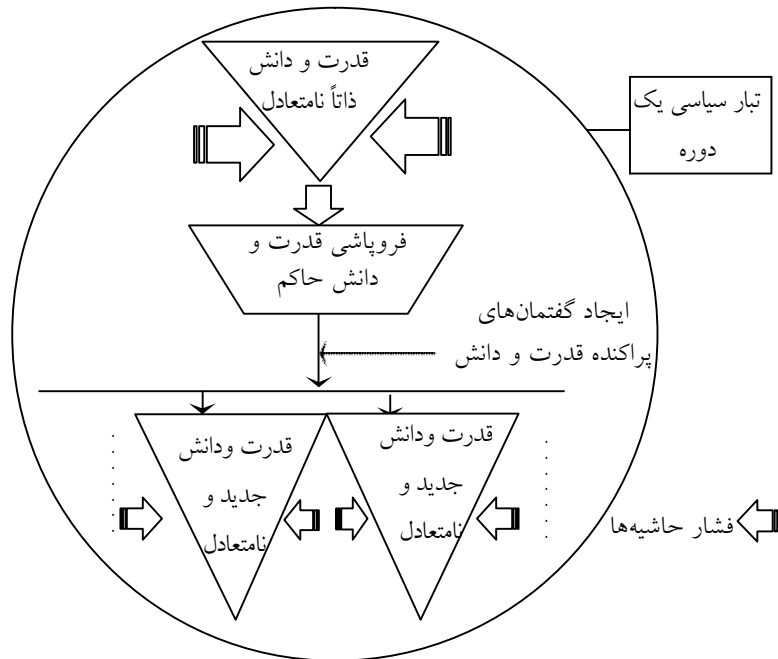 قدرت و دانش
ذاتاً نامتعادل
تبار سیاسی یک
دوره
فروپاشی قدرت و
دانش حاکم
ایجاد گفتمان‌های
پراکنده قدرت و دانش
قدرت ودانش
جدید و
نامتعادل
قدرت ودانش
جدید و
نامتعادل
فشار حاشیه‌ها